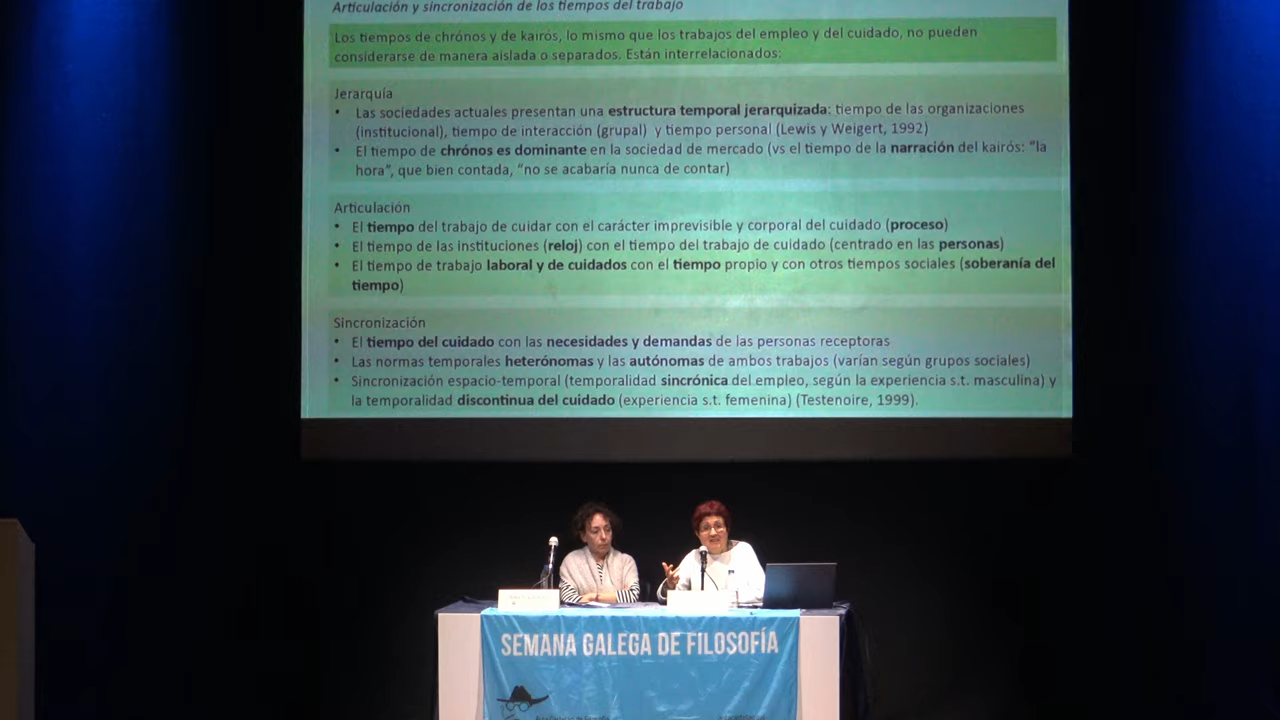 Articulación y sincronización de los tiempos del trabajo
Los tiempos de chrónos y de kairós, lo mismo que los trabajos del empleo y del cuidado, no pueden
considerarse de manera aislada o separados. Están interrelacionados:
Jerarquía
• Las sociedades actuales presentan una estructura temporal jerarquizada: tiempo de las organizaciones
(institucional), tiempo de interacción (grupal) y tiempo personal (Lewis y Weigert, 1992)
• El tiempo de chrónos es dominante en la sociedad de mercado (vs el tiempo de la narración del kairós: "la
hora", que bien contada, "no se acabaría nunca de contar)
Articulación
• El tiempo del trabajo de cuidar con el carácter imprevisible y corporal del cuidado (proceso)
• El tiempo de las instituciones (reloj) con el tiempo del trabajo de cuidado (centrado en las personas)
• El tiempo de trabajo laboral y de cuidados con el tiempo propio y con otros tiempos sociales (soberanía del
tiempo)
Sincronización
• El tiempo del cuidado con las necesidades y demandas de las personas receptoras
• Las normas temporales heterónomas y las autónomas de ambos trabajos (varían según grupos sociales)
• Sincronización espacio-temporal (temporalidad sincrónica del empleo, según la experiencia s.t. masculina) y
la temporalidad discontinua del cuidado (experiencia s.t. femenina) (Testenoire, 1999).
SEMANA GALEGA DE FILOSOFÍA